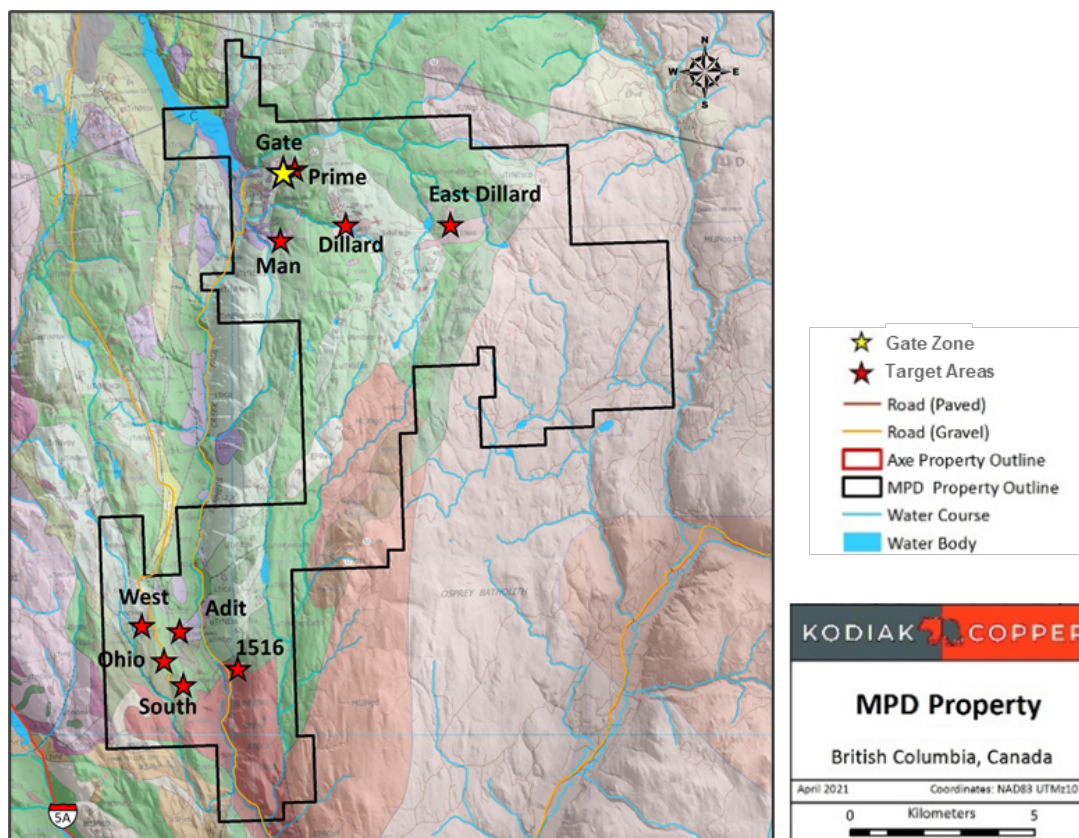 N
W
E
S
C
D
Gate
Prime
East Dillard
Dillard
Man
OSPREY BATHOLITH
West
Adit
Ohio
1516
South
5A
Gate Zone
Target Areas
Road (Paved)
Road (Gravel)
Axe Property Outline
MPD Property Outline
Water Course
Water Body
KODIAK COPPER
MPD Property
British Columbia, Canada
April 2021
Coordinates: NAD83 UTMz10
0 Kilometers 5